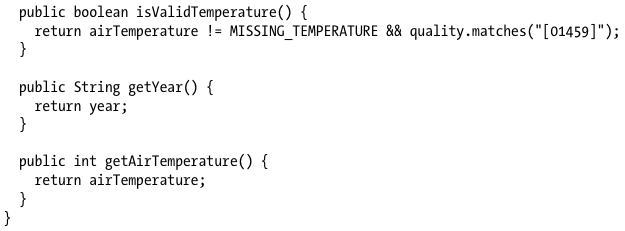 public boolean isValidTemperature() {
    return airTemperature != MISSING_TEMPERATURE && quality.matches("[01459]");
  }

  public String getYear() {
    return year;
  }

  public int getAirTemperature() {
    return airTemperature;
  }
}